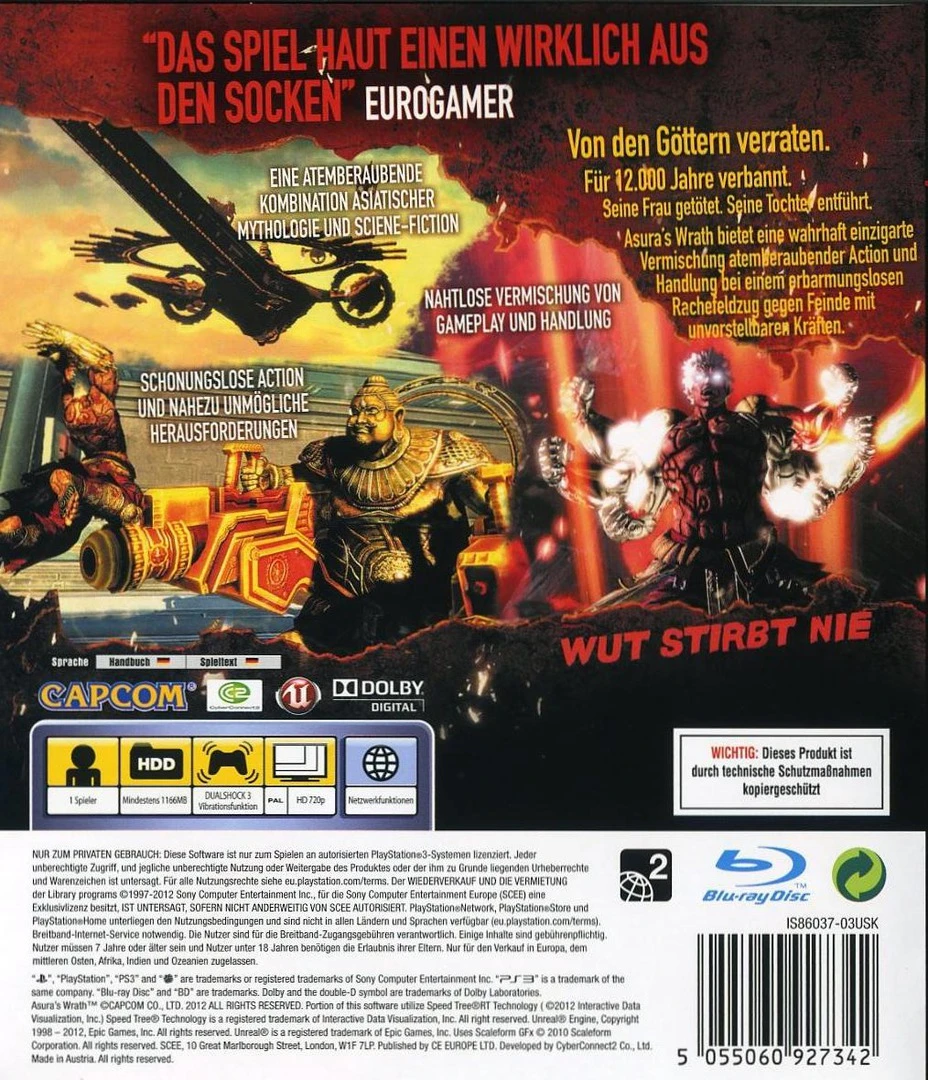 “DAS SPIEL HAUT EINEN WIRKLICH AUS
DEN SOCKEN” EUROGAMER
Von den Göttern verraten.
Für 12.000 Jahre verbannt.
Seine Frau getötet. Seine Tochter entführt.
Asura's Wrath bietet eine wahrhaft einzigarte
Vermischung atemberaubender Action und
Handlung bei einem erbarmungslosen
Rachefeldzug gegen Feinde mit
unvorstellbaren Kräften.
EINE ATEMBERAUBENDE
KOMBINATION ASIATISCHER
MYTHOLOGIE UND SCIENE-FICTION
NAHTLOSE VERMISCHUNG VON
GAMEPLAY UND HANDLUNG
SCHONUNGSLOSE ACTION
UND NAHEZU UNMÖGLICHE
HERAUSFORDERUNGEN
WUT STIRBT NIE
Sprache Handbuch Spieltext
CAPCOM® CyberConnect2 DOLBY
DIGITAL
HDD
1 Spieler Mindestens 1166MB DUALSHOCK 3 Vibrationsfunktion PAL HD 720p Netzwerkfunktionen
WICHTIG: Dieses Produkt ist
durch technische Schutzmaßnahmen
kopiergeschützt
NUR ZUM PRIVATEN GEBRAUCH: Diese Software ist nur zum Spielen an autorisierten PlayStation®3-Systemen lizenziert. Jeder
unberechtigte Zugriff, und jegliche unberechtigte Nutzung oder Weitergabe des Produktes oder der ihm zu Grunde liegenden Urheberrechte
und Warenzeichen ist untersagt. Für alle Nutzungsrechte siehe eu.playstation.com/terms. Der WIEDERVERKAUF UND DIE VERMIETUNG
der Library programs ©1997-2012 Sony Computer Entertainment Inc., für die Sony Computer Entertainment Europe (SCEE) eine
Exklusivlizenz besitzt, IST UNTERSAGT, SOFERN NICHT ANDERWEITIG VON SCEE AUTORISIERT. PlayStation®Network, PlayStation®Store und
PlayStation®Home unterliegen den Nutzungsbedingungen und sind nicht in allen Ländern und Sprachen verfügbar (eu.playstation.com/terms).
Breitband-Internet-Service notwendig. Die Nutzer sind für die Breitband-Zugangsgebühren verantwortlich. Einige Inhalte sind gebührenpflichtig.
Nutzer müssen 7 Jahre oder älter sein und Nutzer unter 18 Jahren benötigen die Erlaubnis ihrer Eltern. Nur für den Verkauf in Europa, dem
mittleren Osten, Afrika, Indien und Ozeanien zugelassen.
2
Blu-ray Disc™
IS86037-03USK
“ ”, “PlayStation”, “PS3” and “ ” are trademarks or registered trademarks of Sony Computer Entertainment Inc. “PS3” is a trademark of the
same company. “Blu-ray Disc” and “BD” are trademarks. Dolby and the double-D symbol are trademarks of Dolby Laboratories.
Asura's Wrath™ ©CAPCOM CO., LTD. 2012 ALL RIGHTS RESERVED. Portion of this software utilize Speed Tree®RT Technology ( ©2012 Interactive Data
Visualization, Inc.) Speed Tree® Technology is a registered trademark of Interactive Data Visualization, Inc. All rights reserved. Unreal® Engine, Copyright
1998 – 2012, Epic Games, Inc. All rights reserved. Unreal® is a registered trademark of Epic Games, Inc. Uses Scaleform GFx © 2010 Scaleform
Corporation. All rights reserved. SCEE, 10 Great Marlborough Street, London, W1F 7LP. Published by CE EUROPE LTD. Developed by CyberConnect2 Co., Ltd.
Made in Austria. All rights reserved.
5 055060 927342